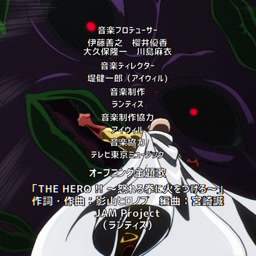 音楽プロデューサー
伊藤善之　櫻井優香
大久保隆一　川島麻衣
音楽ディレクター
堤健一郎(アイウィル)
音楽制作
ランティス
音楽制作協力
アイウィル
音楽協力
テレビ東京ミュージック
オープニング主題歌
「THE HERO !! ～怒れる拳に火をつけろ～」
作詞・作曲：影山ヒロノブ　編曲：宮崎誠
JAM Project
(ランティス)